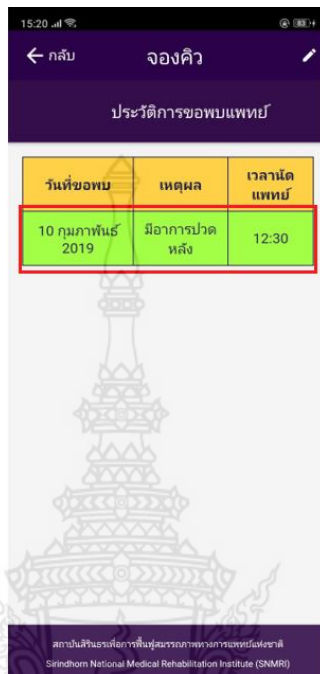 15:20
← กลับ จองคิว
ประวัติการขอพบแพทย์
วันที่ขอพบ เหตุผล เวลานัด
แพทย์
10 กุมภาพันธ์ มีอาการปวด 12:30
2019 หลัง
สถาบันสิรินธรเพื่อการฟื้นฟูสมรรถภาพทางการแพทย์แห่งชาติ
Sirindhorn National Medical Rehabilitation Institute (SNMRI)